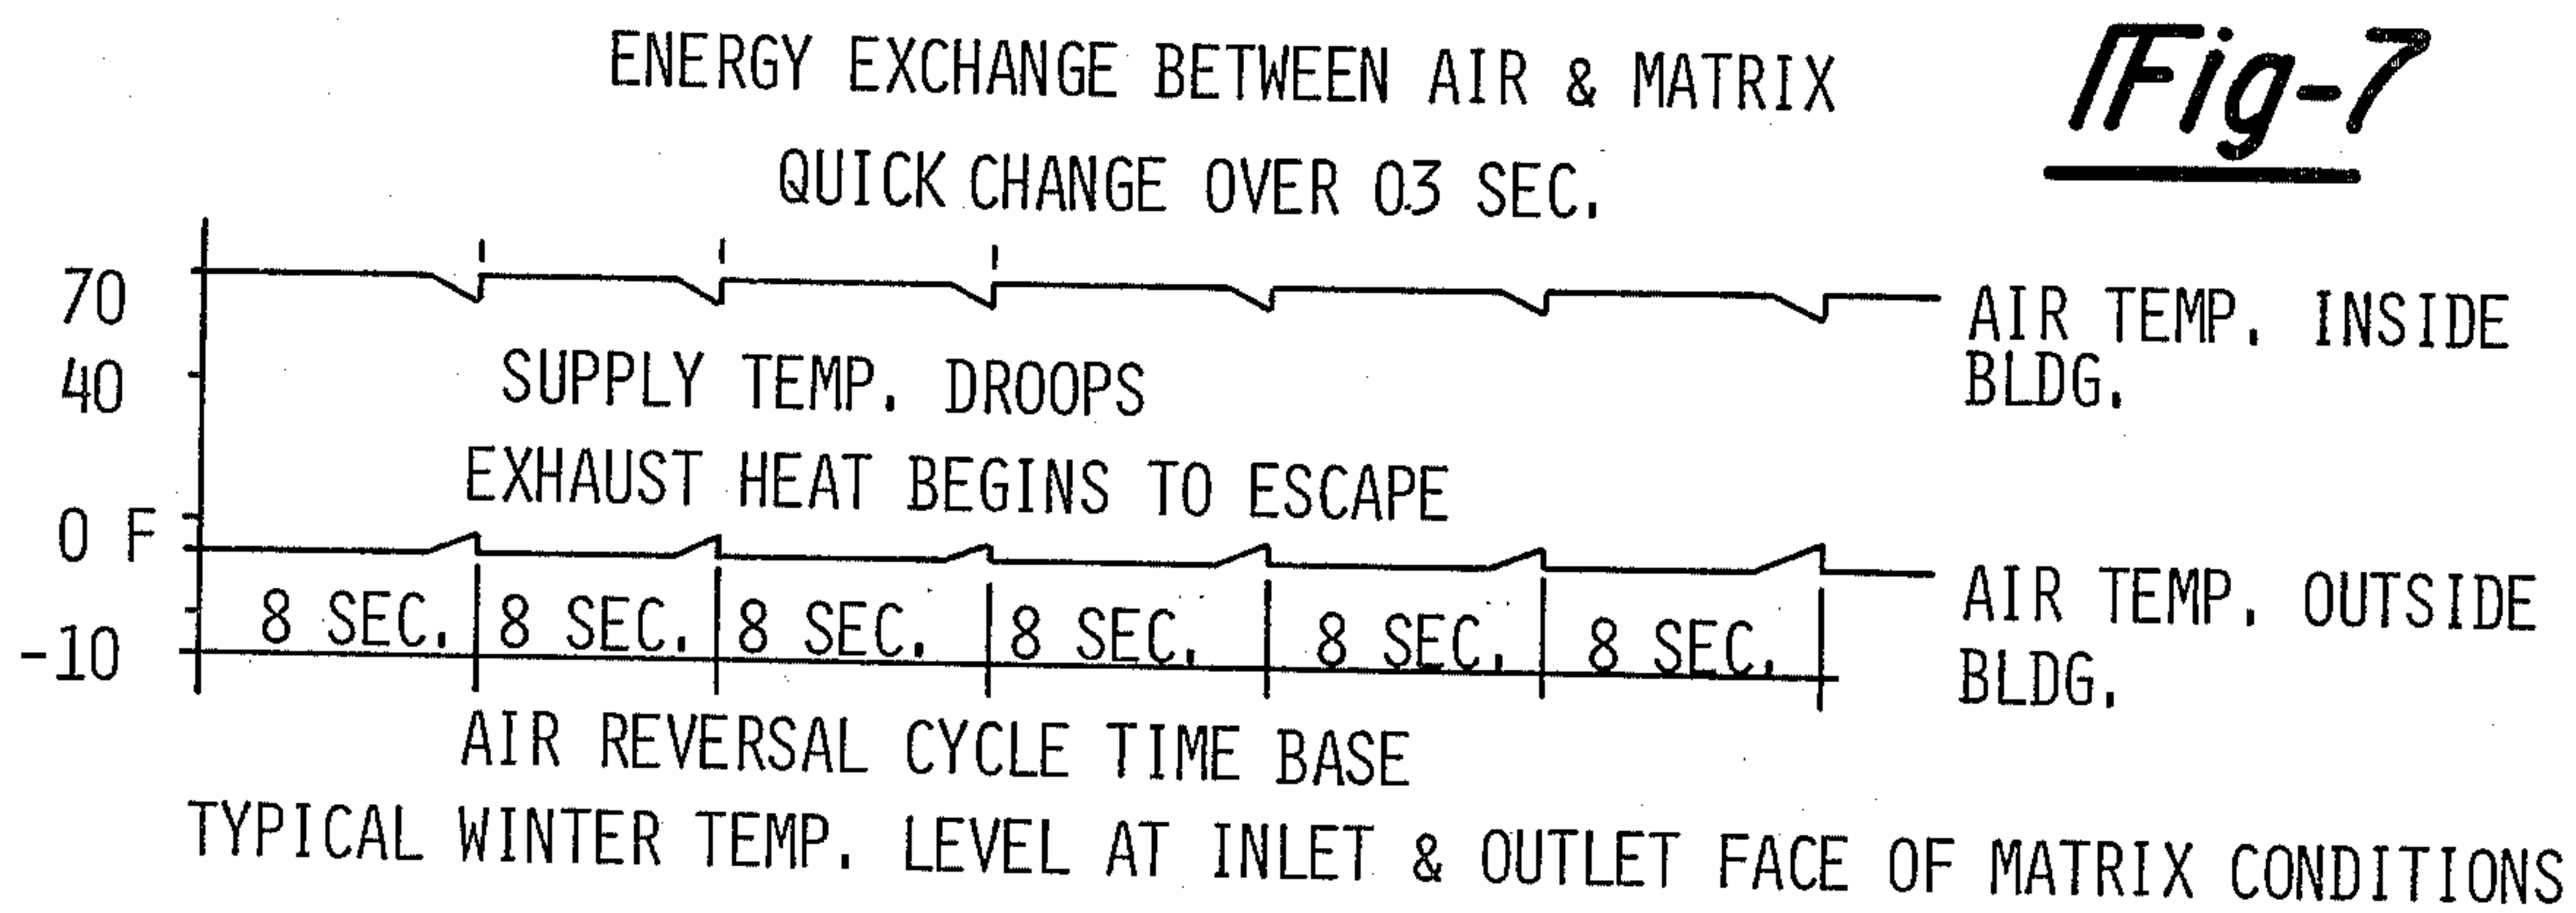 ENERGY EXCHANGE BETWEEN AIR & MATRIX
Fig-7
QUICK CHANGE OVER 0.3 SEC.
70
AIR TEMP. INSIDE
BLDG.
40
SUPPLY TEMP. DROOPS
EXHAUST HEAT BEGINS TO ESCAPE
0 F
AIR TEMP. OUTSIDE
BLDG.
8 SEC. 8 SEC. 8 SEC. 8 SEC. 8 SEC. 8 SEC.
-10
AIR REVERSAL CYCLE TIME BASE
TYPICAL WINTER TEMP. LEVEL AT INLET & OUTLET FACE OF MATRIX CONDITIONS